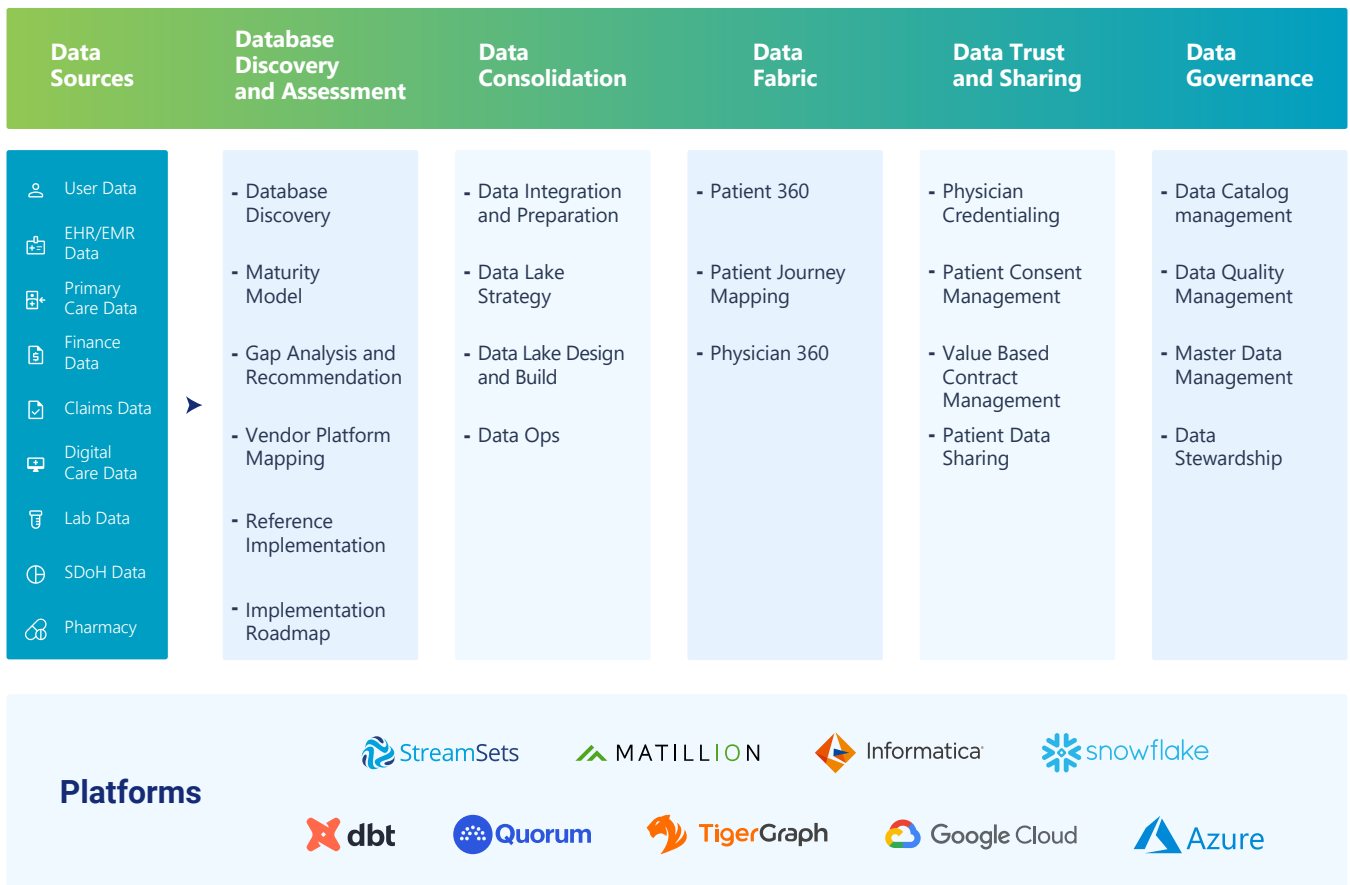 Data
Sources
Database
Discovery
and Assessment
Data
Consolidation
Data
Fabric
Data Trust
and Sharing
Data
Governance
User Data
EHR/EMR
Data
Primary
Care Data
Finance
Data
Claims Data
Digital
Care Data
Lab Data
SDoH Data
Pharmacy
- Database
Discovery
- Maturity
Model
- Gap Analysis and
Recommendation
- Vendor Platform
Mapping
- Reference
Implementation
- Implementation
Roadmap
- Data Integration
and Preparation
- Data Lake
Strategy
- Data Lake Design
and Build
- Data Ops
- Patient 360
- Patient Journey
Mapping
- Physician 360
- Physician
Credentialing
- Patient Consent
Management
- Value Based
Contract
Management
- Patient Data
Sharing
- Data Catalog
management
- Data Quality
Management
- Master Data
Management
- Data
Stewardship
Platforms
StreamSets
MATILLION
Informatica
snowflake
dbt
Quorum
TigerGraph
Google Cloud
Azure